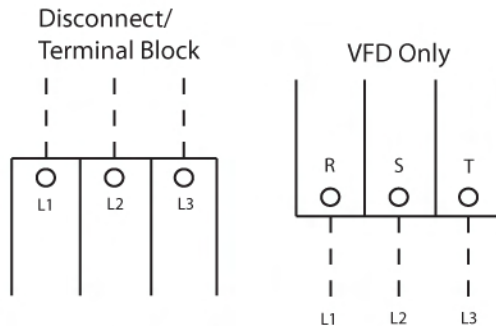 Disconnect/
Terminal Block
L1 L2 L3
VFD Only
R S T
L1 L2 L3